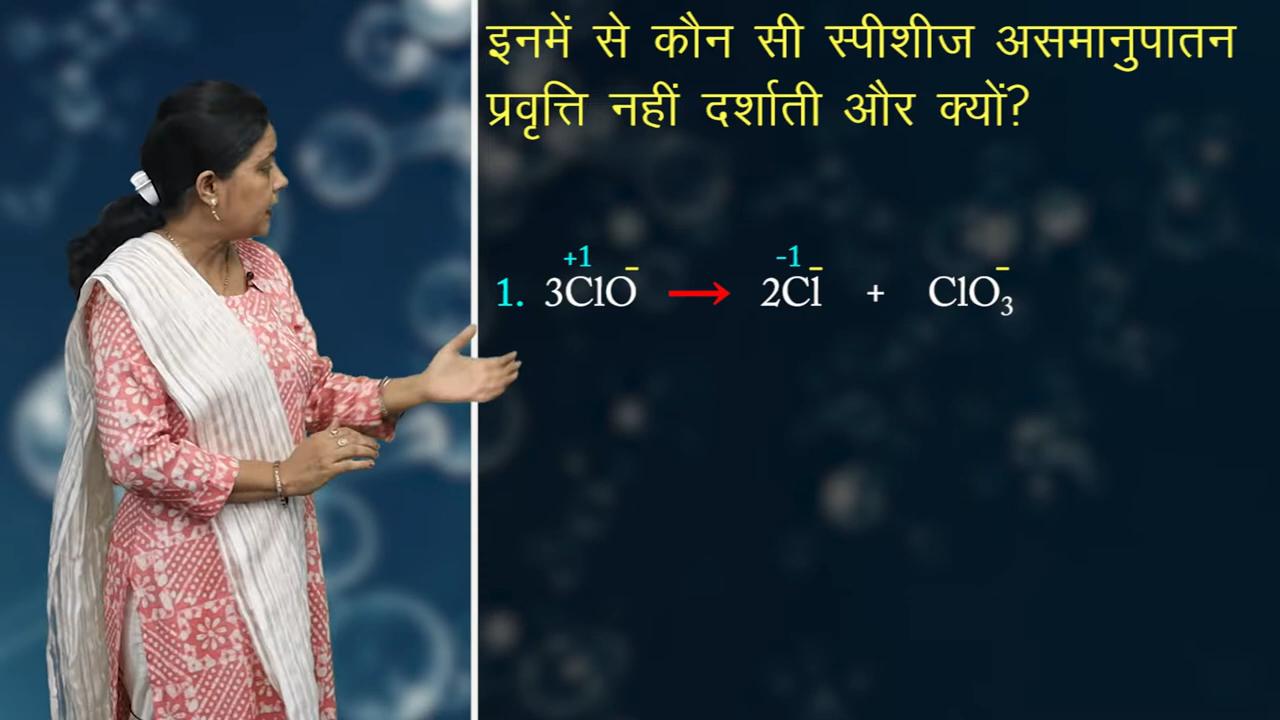 इनमें से कौन सी स्पीशीज असमानुपातन
प्रवृत्ति नहीं दर्शाती और क्यों?
+1 -1
1. 3ClO⁻ → 2Cl⁻ + ClO₃⁻